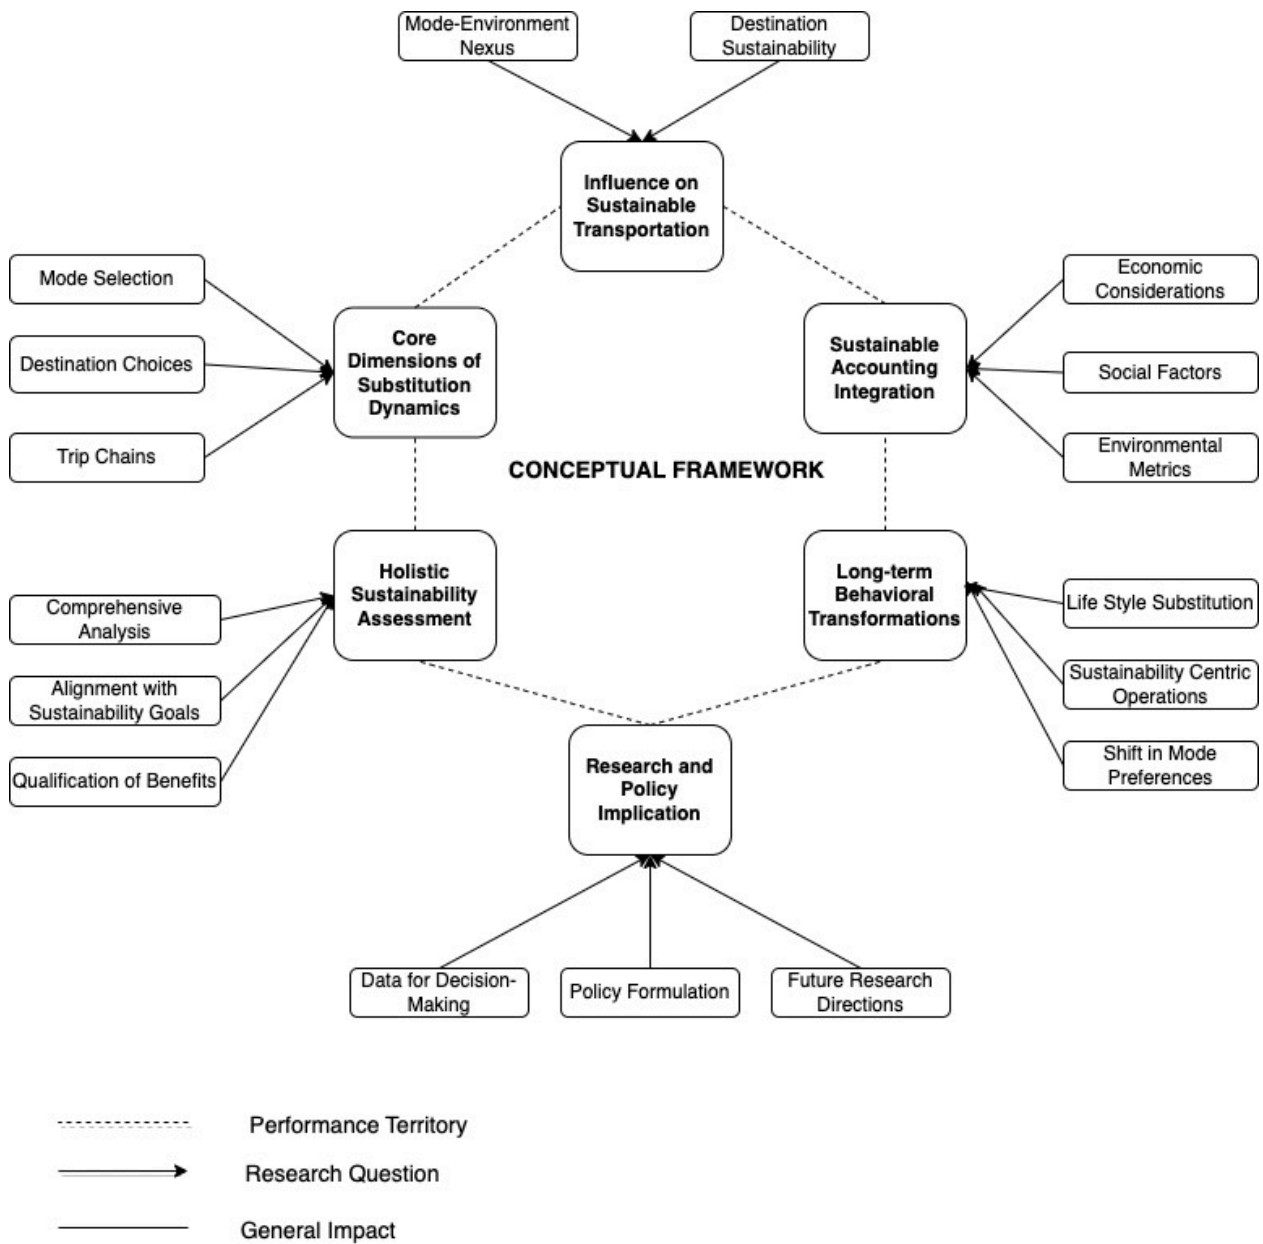 Mode-Environment
Nexus
Destination
Sustainability
Influence on
Sustainable
Transportation
Mode Selection
Destination Choices
Trip Chains
Core
Dimensions of
Substitution
Dynamics
Sustainable
Accounting
Integration
Economic
Considerations
Social Factors
Environmental
Metrics
CONCEPTUAL FRAMEWORK
Comprehensive
Analysis
Alignment with
Sustainability Goals
Qualification of Benefits
Holistic
Sustainability
Assessment
Long-term
Behavioral
Transformations
Life Style Substitution
Sustainability Centric
Operations
Shift in Mode
Preferences
Research and
Policy
Implication
Data for Decision-
Making
Policy Formulation
Future Research
Directions
Performance Territory
Research Question
General Impact